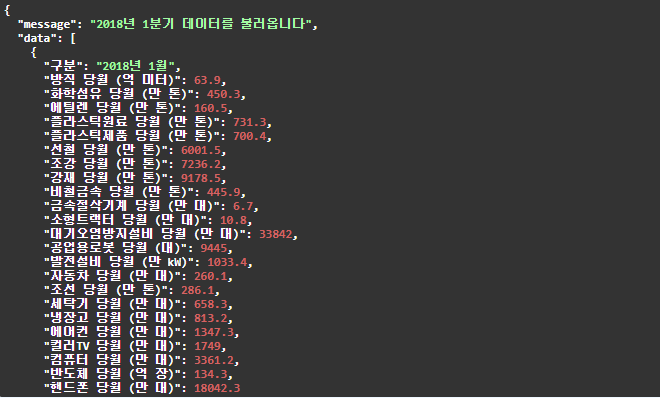 {
"message": "2018년 1분기 데이터를 불러옵니다",
"data": [
{
"구분": "2018년 1월",
"방직 당월 (억 미터)": 63.9,
"화학섬유 당월 (만 톤)": 450.3,
"에틸렌 당월 (만 톤)": 160.5,
"플라스틱원료 당월 (만 톤)": 731.3,
"플라스틱제품 당월 (만 톤)": 700.4,
"선철 당월 (만 톤)": 6001.5,
"조강 당월 (만 톤)": 7236.2,
"강재 당월 (만 톤)": 9178.5,
"비철금속 당월 (만 톤)": 445.9,
"금속절삭기계 당월 (만 대)": 6.7,
"소형트랙터 당월 (만 대)": 10.8,
"대기오염방지설비 당월 (만 대)": 33842,
"공업용로봇 당월 (대)": 9445,
"발전설비 당월 (만 kW)": 1033.4,
"자동차 당월 (만 대)": 260.1,
"조선 당월 (만 톤)": 286.1,
"세탁기 당월 (만 대)": 658.3,
"냉장고 당월 (만 대)": 813.2,
"에어컨 당월 (만 대)": 1347.3,
"컬러TV 당월 (만 대)": 1749,
"컴퓨터 당월 (만 대)": 3361.2,
"반도체 당월 (억 장)": 134.3,
"핸드폰 당월 (만 대)": 18042.3